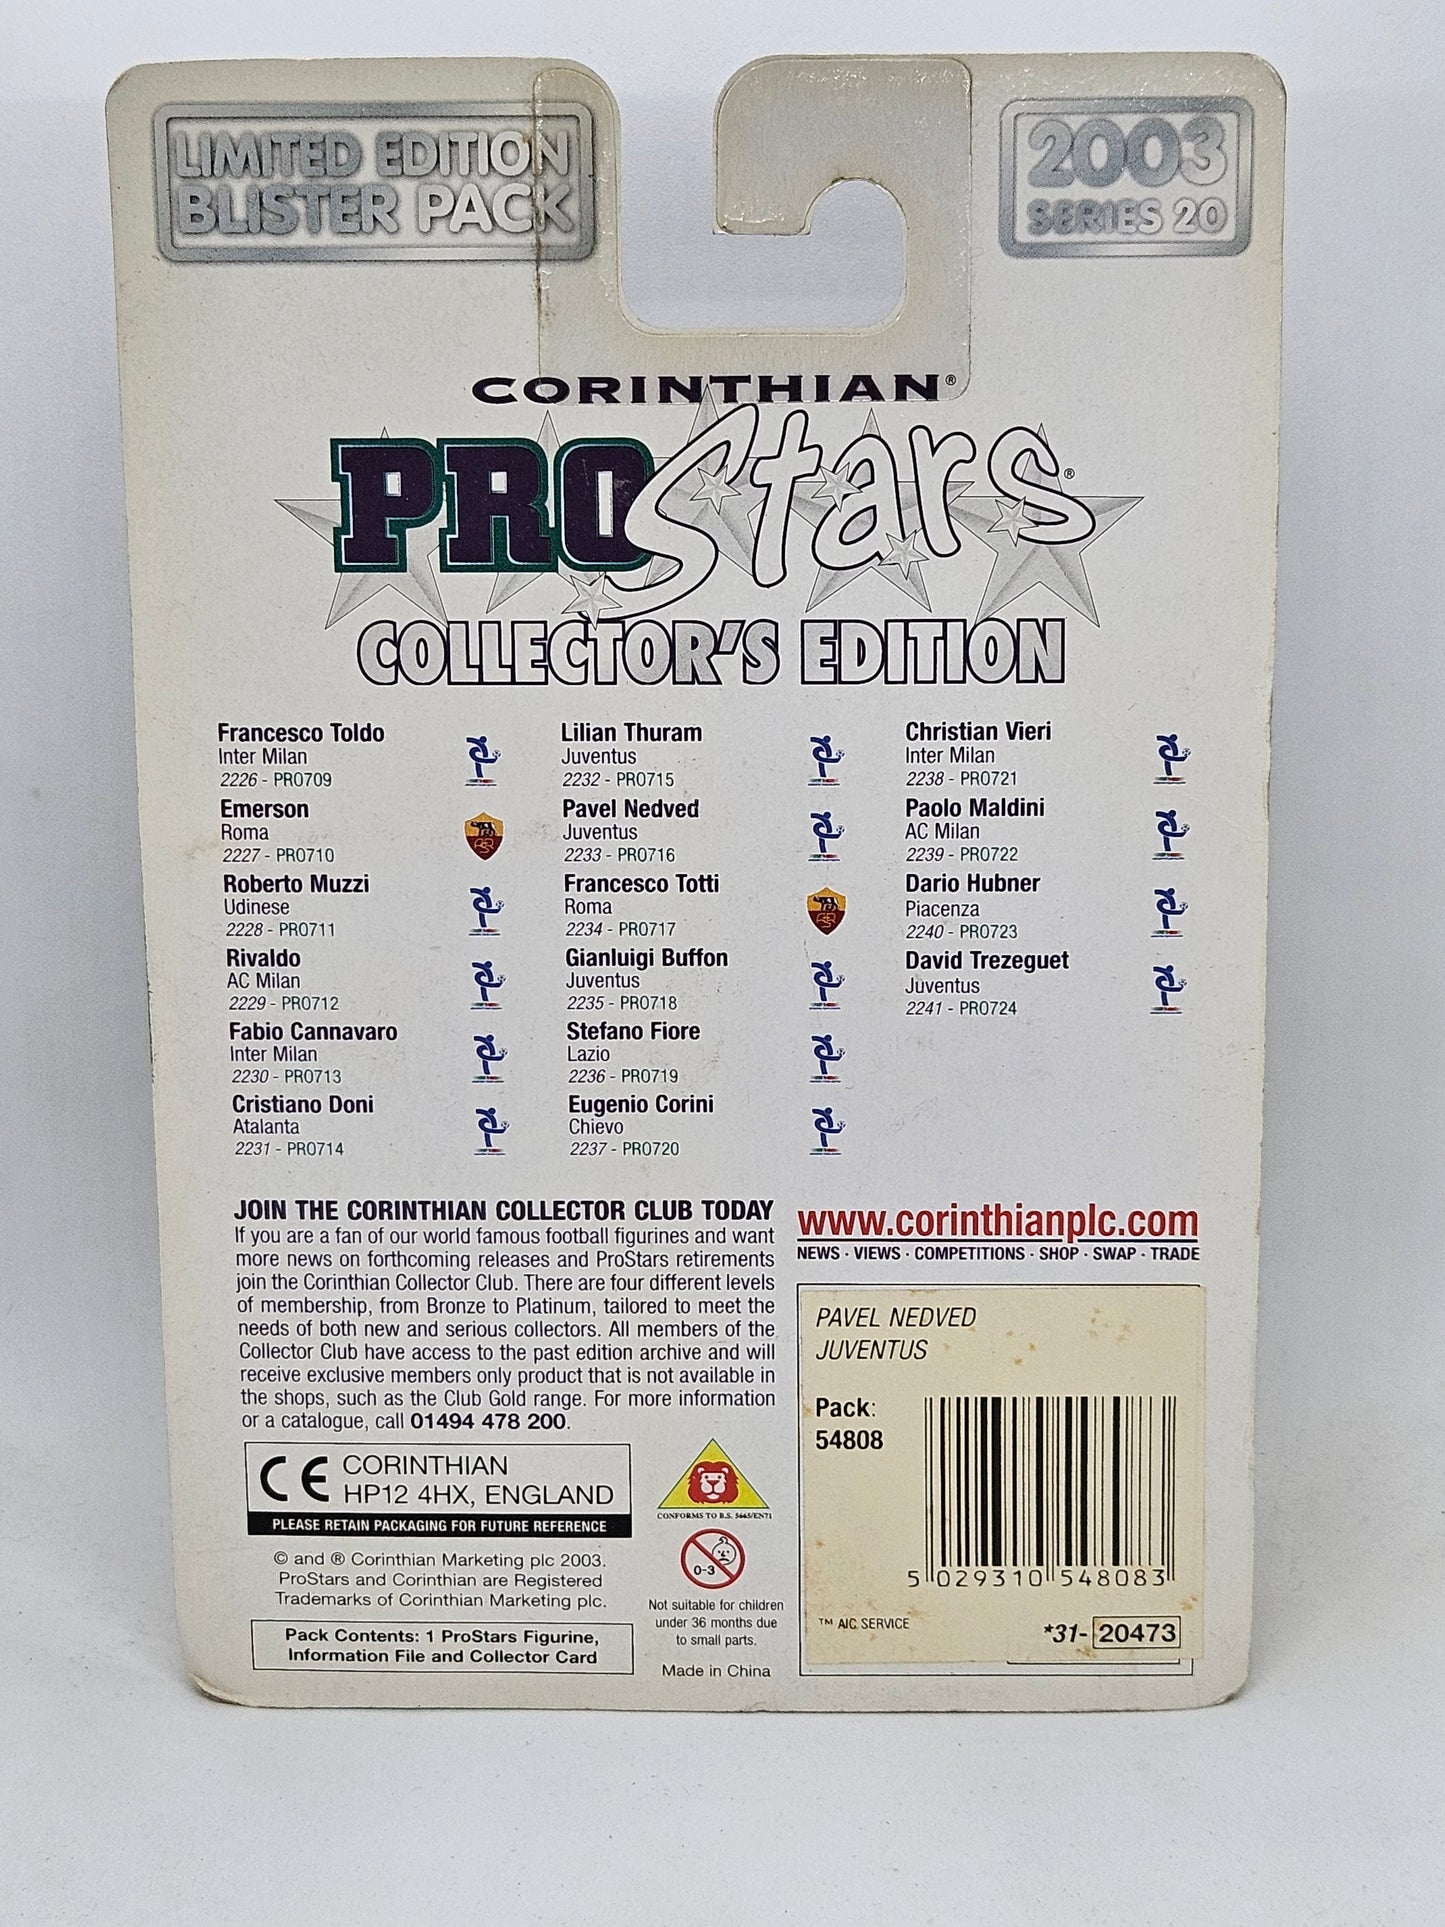 LIMITED EDITION
BLISTER PACK
2003
SERIES 20
CORINTHIAN®
PROStars®
COLLECTOR'S EDITION
Francesco Toldo
Inter Milan
2226 - PRO709
Emerson
Roma
2227 - PRO710
Roberto Muzzi
Udinese
2228 - PRO711
Rivaldo
AC Milan
2229 - PRO712
Fabio Cannavaro
Inter Milan
2230 - PRO713
Cristiano Doni
Atalanta
2231 - PRO714
Lilian Thuram
Juventus
2232 - PRO715
Pavel Nedved
Juventus
2233 - PRO716
Francesco Totti
Roma
2234 - PRO717
Gianluigi Buffon
Juventus
2235 - PRO718
Stefano Fiore
Lazio
2236 - PRO719
Eugenio Corini
Chievo
2237 - PRO720
Christian Vieri
Inter Milan
2238 - PRO721
Paolo Maldini
AC Milan
2239 - PRO722
Dario Hubner
Piacenza
2240 - PRO723
David Trezeguet
Juventus
2241 - PRO724
JOIN THE CORINTHIAN COLLECTOR CLUB TODAY
If you are a fan of our world famous football figurines and want
more news on forthcoming releases and ProStars retirements
join the Corinthian Collector Club. There are four different levels
of membership, from Bronze to Platinum, tailored to meet the
needs of both new and serious collectors. All members of the
Collector Club have access to the past edition archive and will
receive exclusive members only product that is not available in
the shops, such as the Club Gold range. For more information
or a catalogue, call 01494 478 200.
www.corinthianplc.com
NEWS · VIEWS · COMPETITIONS · SHOP · SWAP · TRADE
CE CORINTHIAN
HP12 4HX, ENGLAND
PLEASE RETAIN PACKAGING FOR FUTURE REFERENCE
© and ® Corinthian Marketing plc 2003.
ProStars and Corinthian are Registered
Trademarks of Corinthian Marketing plc.
Pack Contents: 1 ProStars Figurine,
Information File and Collector Card
CONFORMS TO B.S. 5665/EN71
0-3
Not suitable for children
under 36 months due
to small parts.
Made in China
PAVEL NEDVED
JUVENTUS
Pack:
54808
5 029310 548083
™ AIC SERVICE
*31- 20473